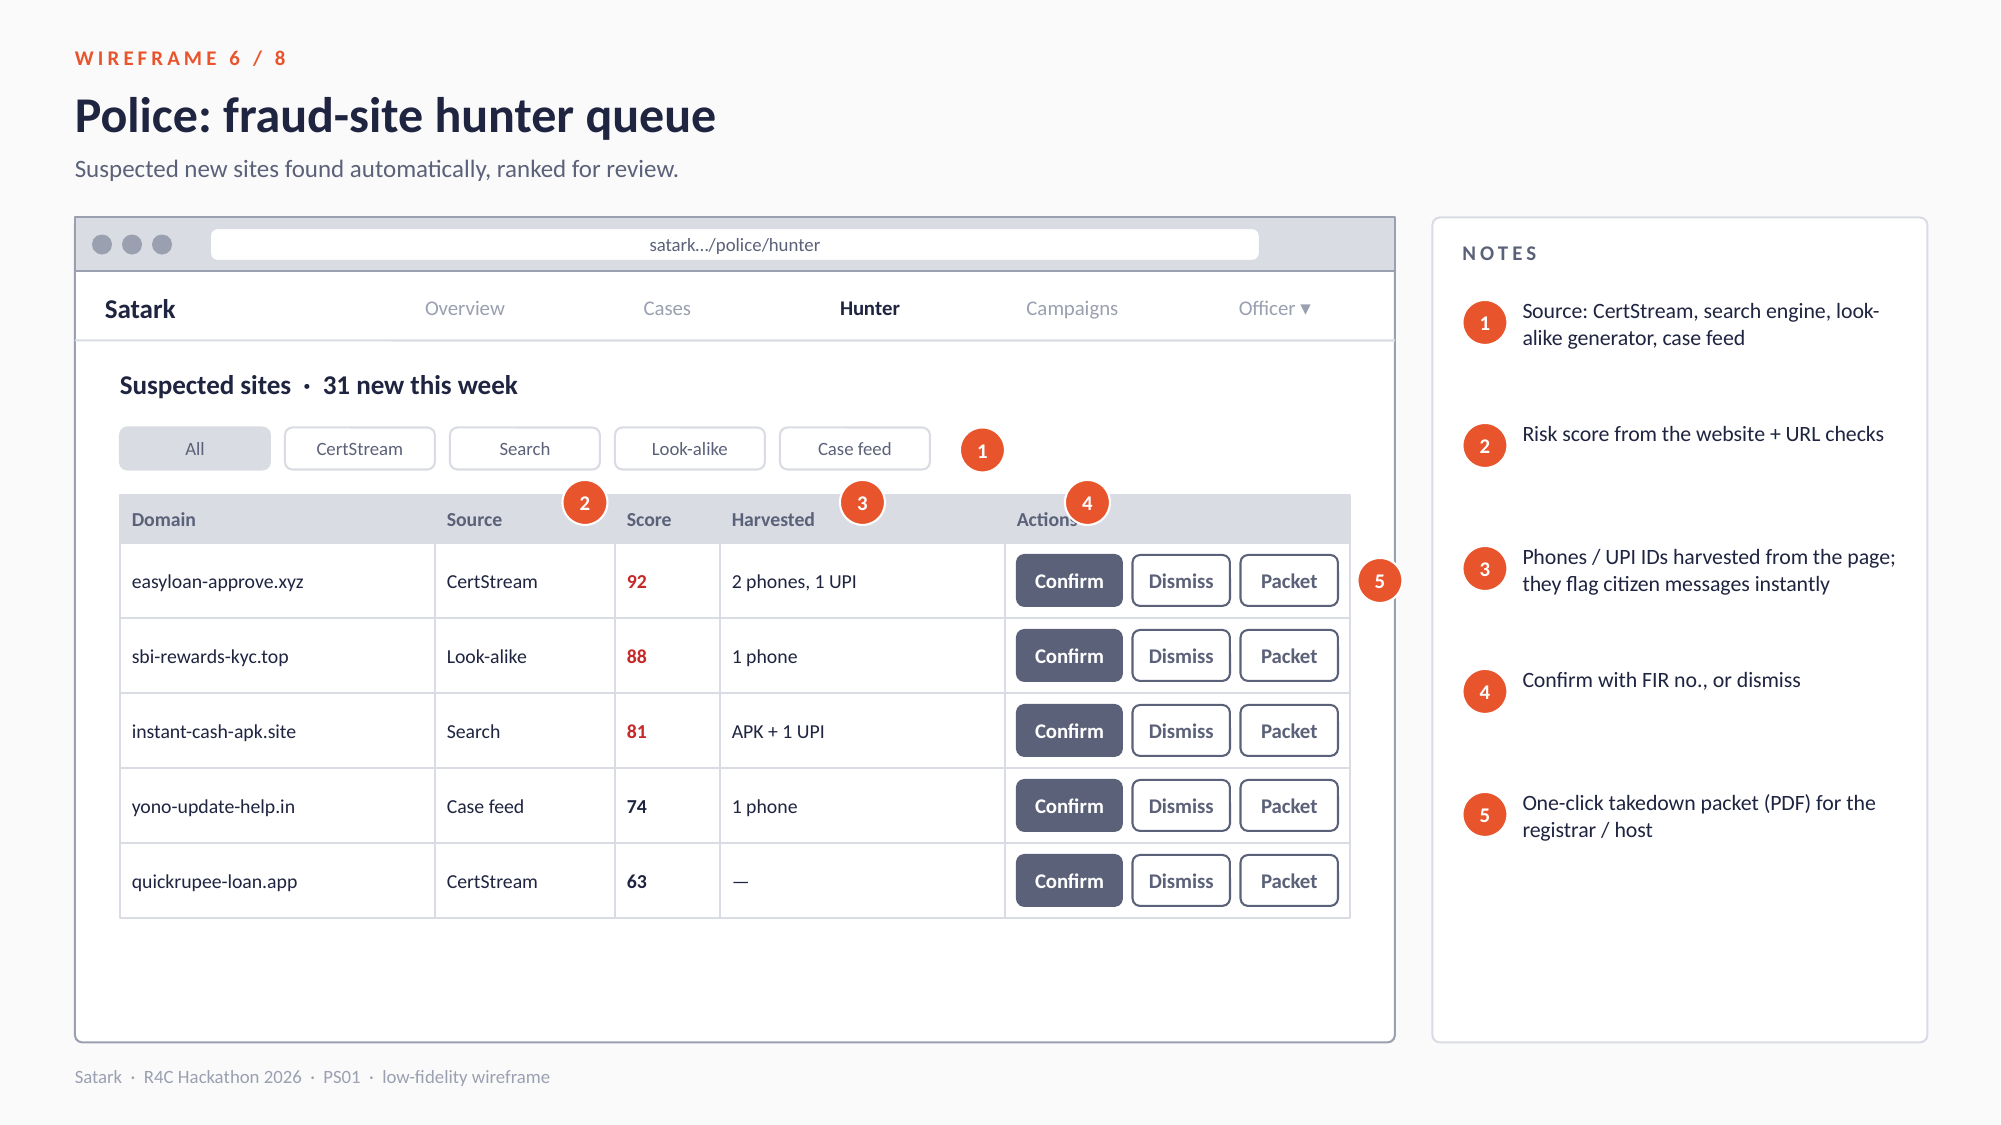 WIREFRAME 6 / 8
Police: fraud-site hunter queue
Suspected new sites found automatically, ranked for review.
satark.../police/hunter
Satark Overview Cases Hunter Campaigns Officer ▾
Suspected sites · 31 new this week
All CertStream Search Look-alike Case feed 1
2 3 4
Domain Source Score Harvested Actions
easyloan-approve.xyz CertStream 92 2 phones, 1 UPI Confirm Dismiss Packet 5
sbi-rewards-kyc.top Look-alike 88 1 phone Confirm Dismiss Packet
instant-cash-apk.site Search 81 APK + 1 UPI Confirm Dismiss Packet
yono-update-help.in Case feed 74 1 phone Confirm Dismiss Packet
quickrupee-loan.app CertStream 63 — Confirm Dismiss Packet
NOTES
1 Source: CertStream, search engine, look-
alike generator, case feed
2 Risk score from the website + URL checks
3 Phones / UPI IDs harvested from the page;
they flag citizen messages instantly
4 Confirm with FIR no., or dismiss
5 One-click takedown packet (PDF) for the
registrar / host
Satark · R4C Hackathon 2026 · PS01 · low-fidelity wireframe